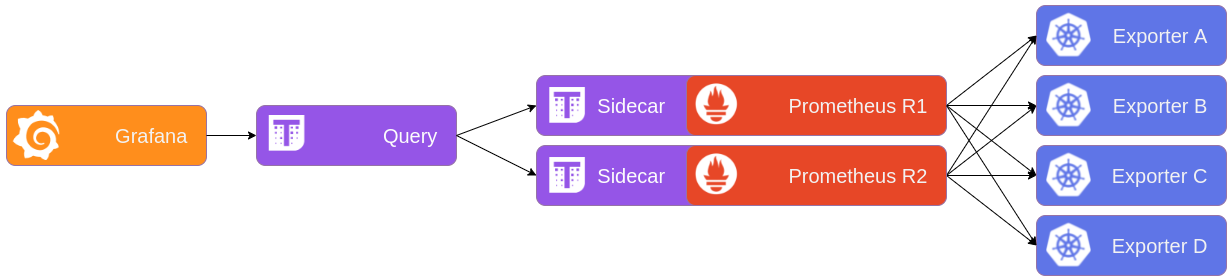 Grafana
Query
Sidecar
Prometheus R1
Sidecar
Prometheus R2
Exporter A
Exporter B
Exporter C
Exporter D